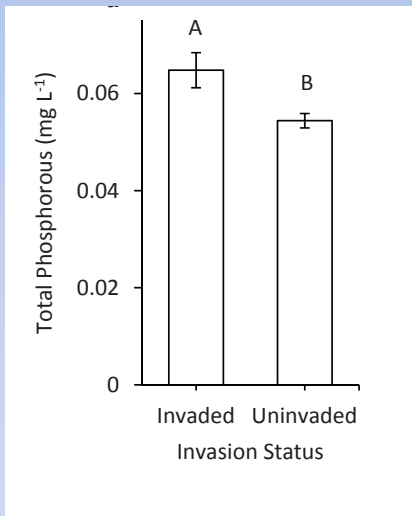 A
B
Total Phosphorous (mg L-1)
0.06
0.04
0.02
0
Invaded Uninvaded
Invasion Status